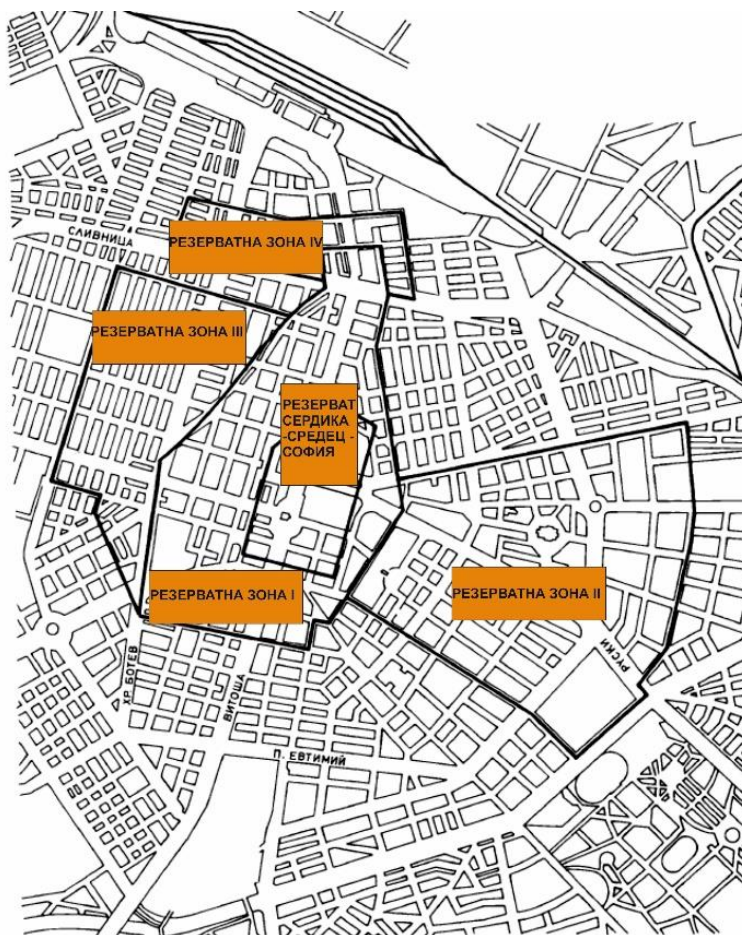 СЛИВНИЦА
РЕЗЕРВАТНА ЗОНА IV
РЕЗЕРВАТНА ЗОНА III
РЕЗЕРВАТ
СЕРДИКА
-СРЕДЕЦ -
СОФИЯ
РЕЗЕРВАТНА ЗОНА I
РЕЗЕРВАТНА ЗОНА II
РУСКИ
ХР. БОТЕВ
ВИТОША
П. ЕВТИМИЙ